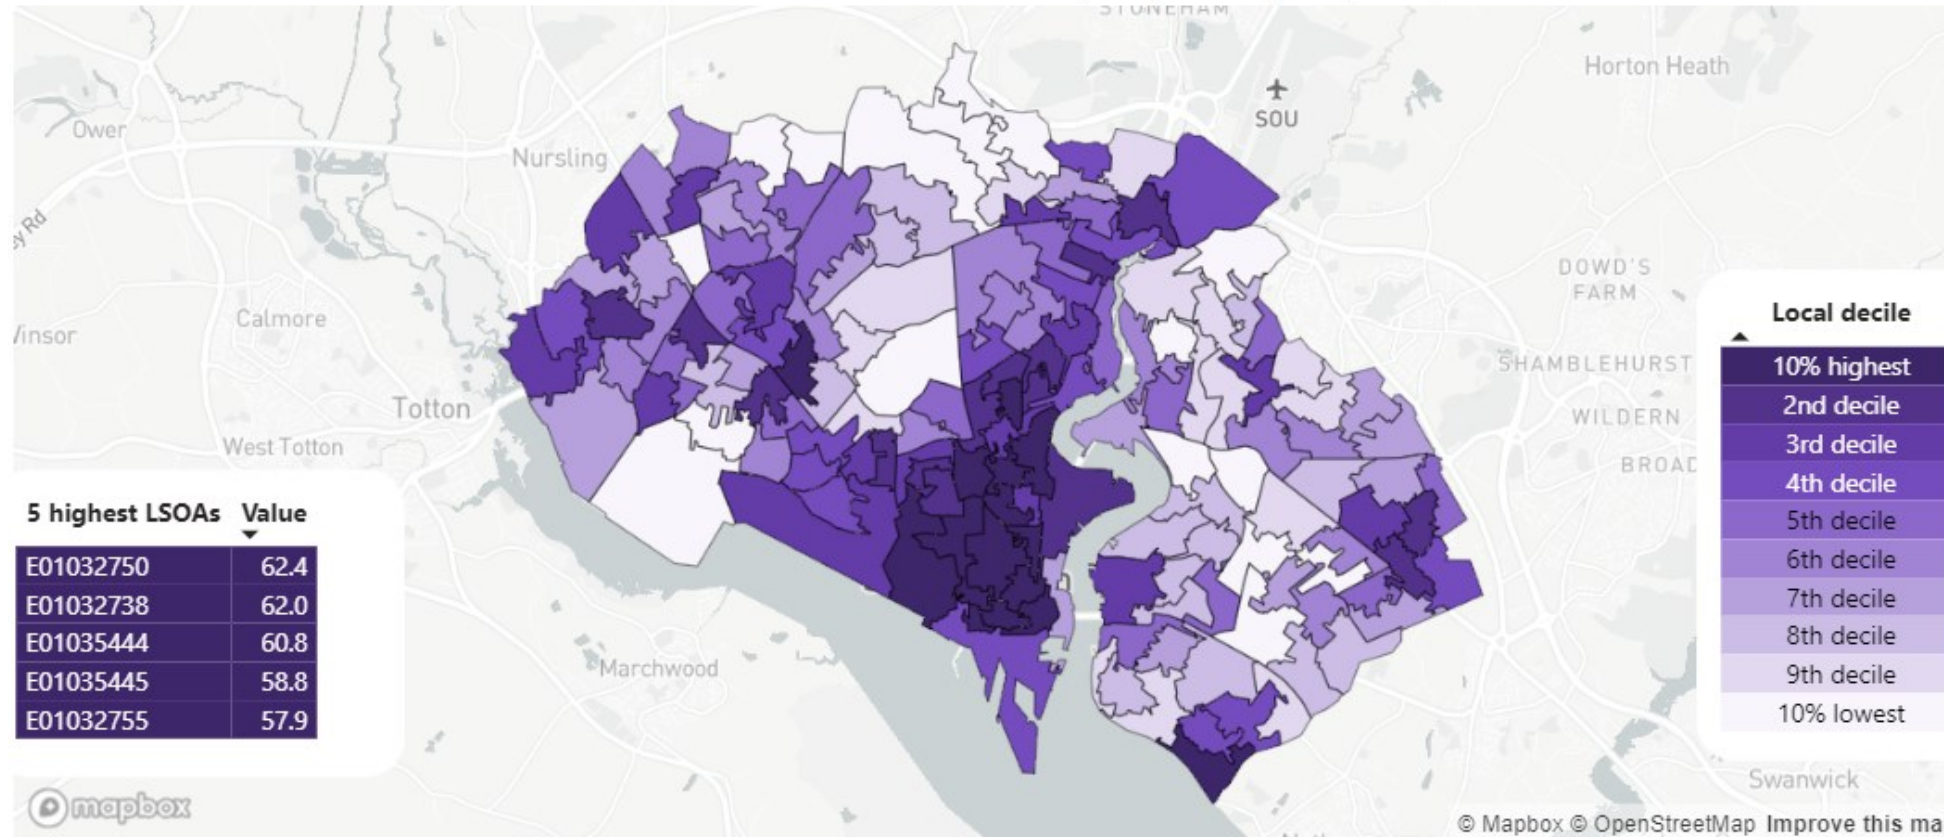 STONEHAM
Horton Heath
SOU
Ower
Nursling
ey Rd
DOWD'S
FARM
Winsor
Calmore
SHAMBLEHURST
Totton
WILDERN
West Totton
BROAD
Marchwood
Swanwick
5 highest LSOAs Value
E01032750 62.4
E01032738 62.0
E01035444 60.8
E01035445 58.8
E01032755 57.9
Local decile
10% highest
2nd decile
3rd decile
4th decile
5th decile
6th decile
7th decile
8th decile
9th decile
10% lowest
mapbox
© Mapbox © OpenStreetMap Improve this ma